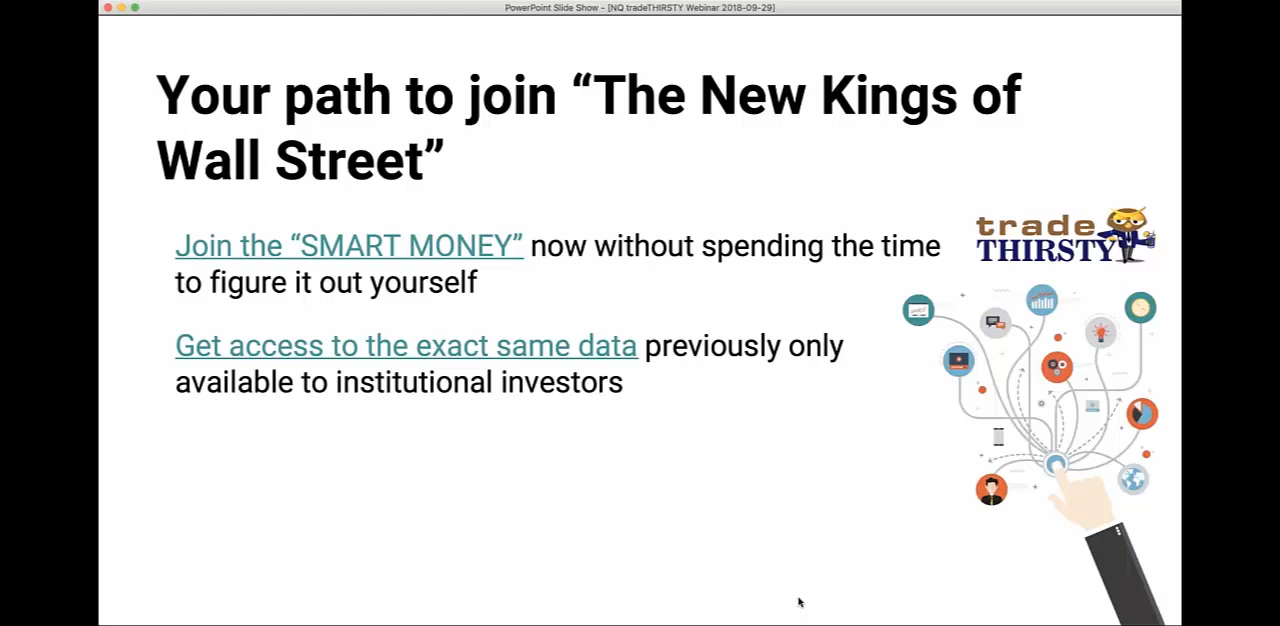 PowerPoint Slide Show - [NQ tradeTHIRSTY Webinar 2018-09-29]
Your path to join “The New Kings of
Wall Street”
Join the “SMART MONEY” now without spending the time
to figure it out yourself
trade
THIRSTY
Get access to the exact same data previously only
available to institutional investors